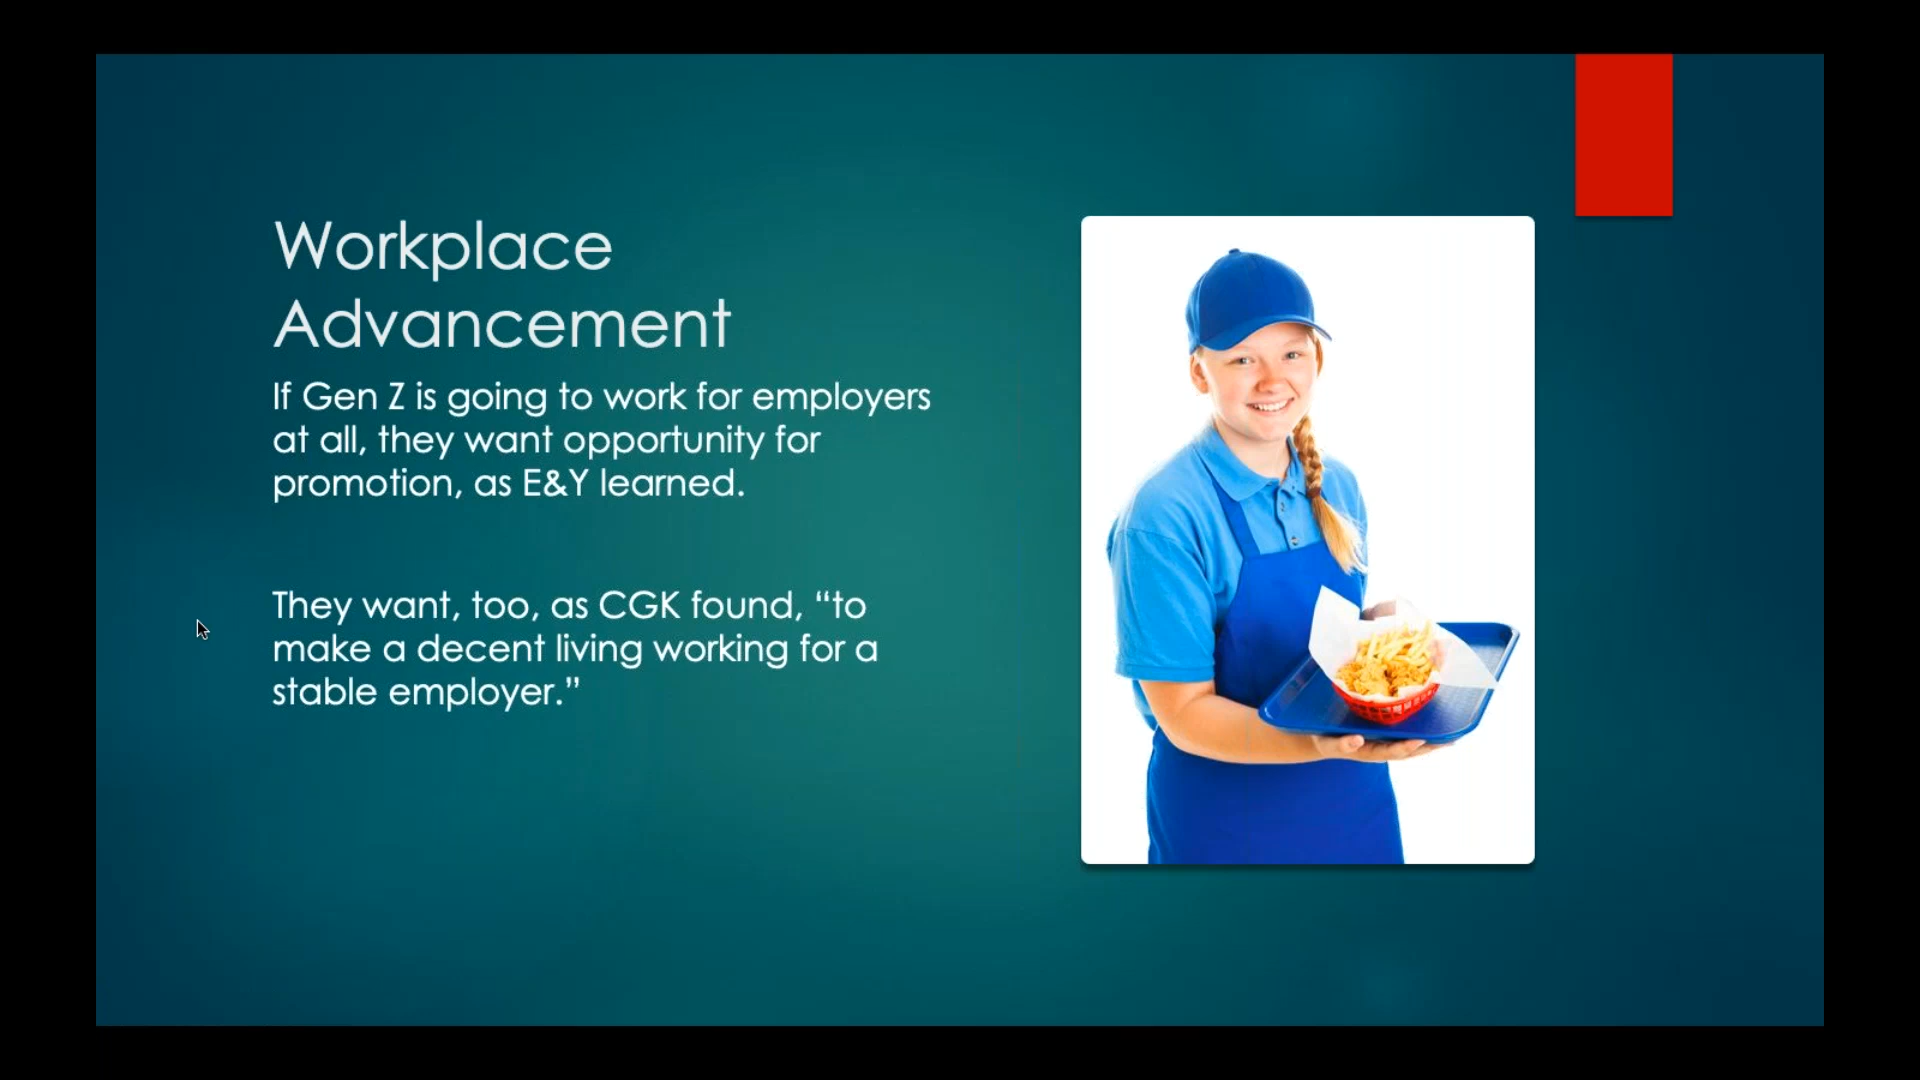 Workplace
Advancement
If Gen Z is going to work for employers
at all, they want opportunity for
promotion, as E&Y learned.
They want, too, as CGK found, “to
make a decent living working for a
stable employer.”